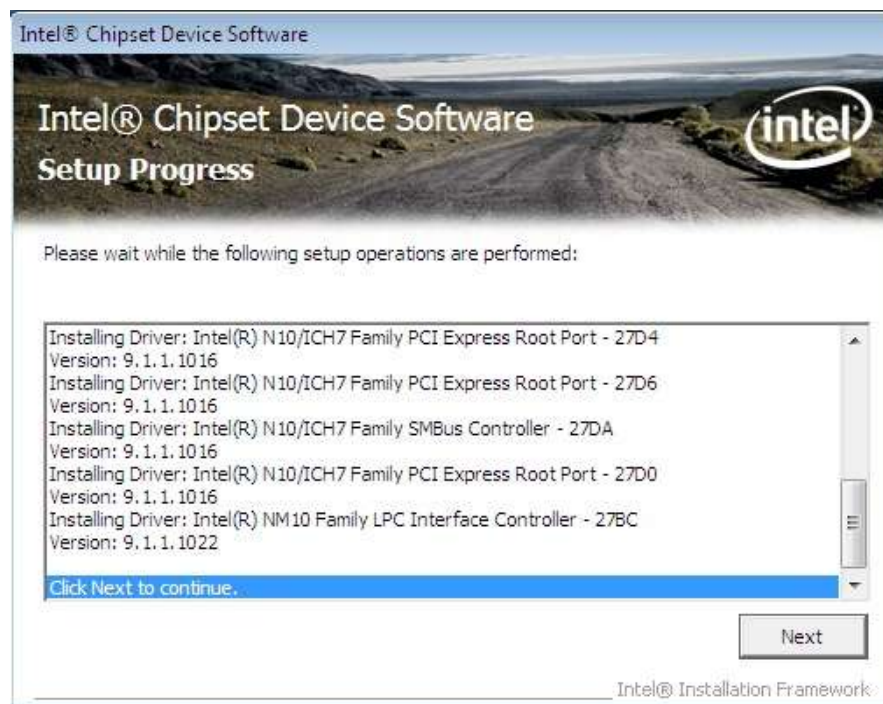 Intel® Chipset Device Software
Intel® Chipset Device Software
intel
Setup Progress
Please wait while the following setup operations are performed:
Installing Driver: Intel(R) N10/ICH7 Family PCI Express Root Port - 27D4
Version: 9.1.1.1016
Installing Driver: Intel(R) N10/ICH7 Family PCI Express Root Port - 27D6
Version: 9.1.1.1016
Installing Driver: Intel(R) N10/ICH7 Family SMBus Controller - 27DA
Version: 9.1.1.1016
Installing Driver: Intel(R) N10/ICH7 Family PCI Express Root Port - 27D0
Version: 9.1.1.1016
Installing Driver: Intel(R) NM10 Family LPC Interface Controller - 27BC
Version: 9.1.1.1022
Click Next to continue.
Next
Intel® Installation Framework